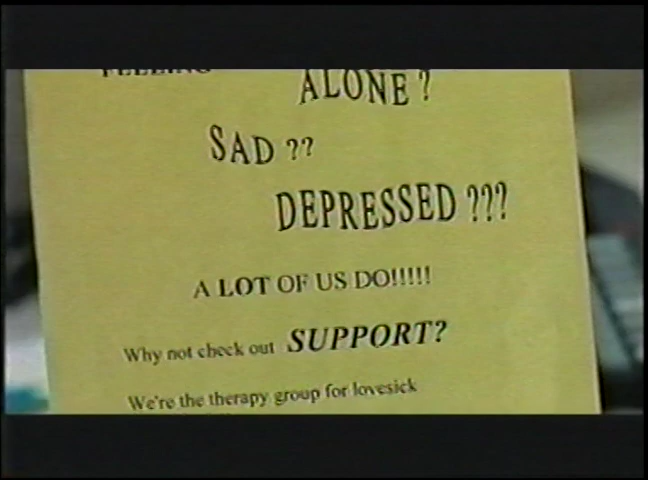 FEELING
ALONE?
SAD ??
DEPRESSED ???
A LOT OF US DO!!!!!
Why not check out SUPPORT?
We're the therapy group for lovesick